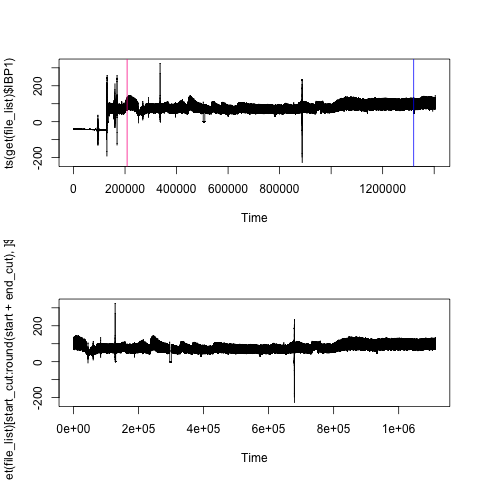 ts(get(file_list)$IBP1)
200
0
-200
0 200000 400000 600000 800000 1200000
Time
et(file_list)[start_cut:round(start + end_cut), ]$
200
0
-200
0e+00 2e+05 4e+05 6e+05 8e+05 1e+06
Time